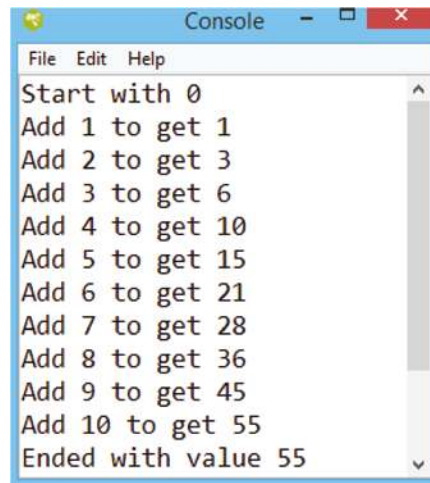 Console
File Edit Help
Start with 0
Add 1 to get 1
Add 2 to get 3
Add 3 to get 6
Add 4 to get 10
Add 5 to get 15
Add 6 to get 21
Add 7 to get 28
Add 8 to get 36
Add 9 to get 45
Add 10 to get 55
Ended with value 55